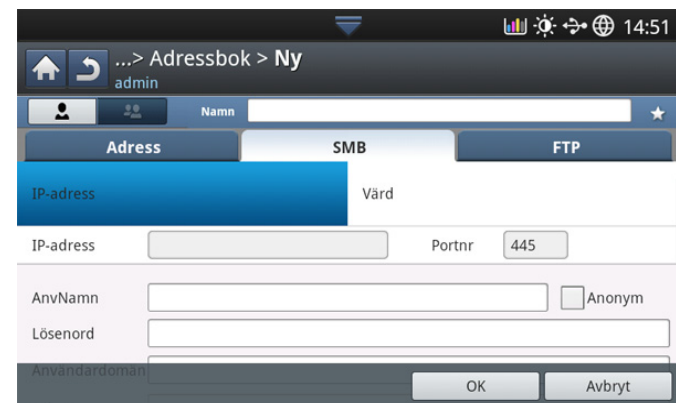 14:51
...> Adressbok > Ny
admin
Namn
Adress SMB FTP
IP-adress Värd
IP-adress Portnr 445
AnvNamn Anonym
Lösenord
Användardomän
OK Avbryt